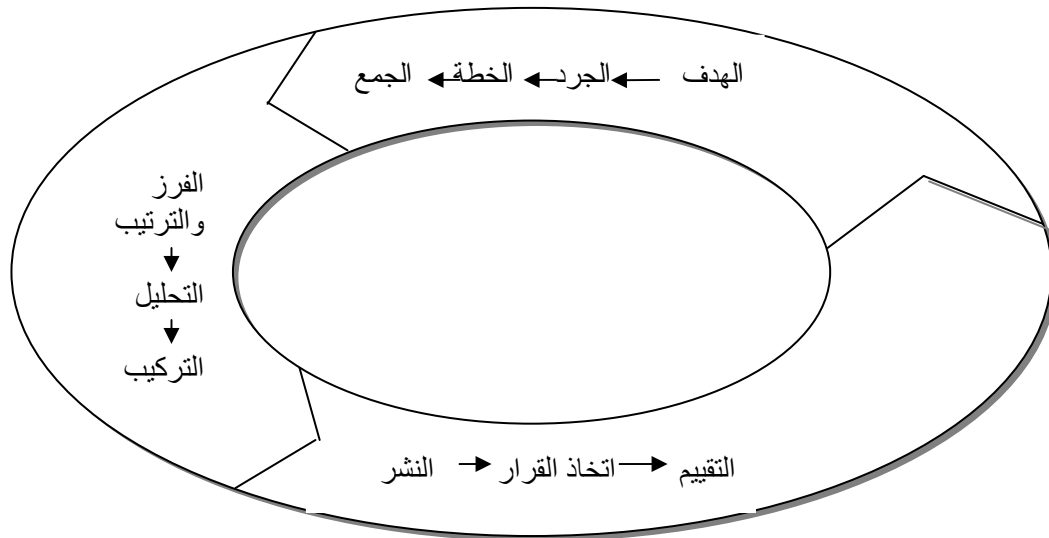 الهدف الجرد الخطة الجمع
الفرز
والترتيب
التحليل
التركيب
النشر اتخاذ القرار التقييم